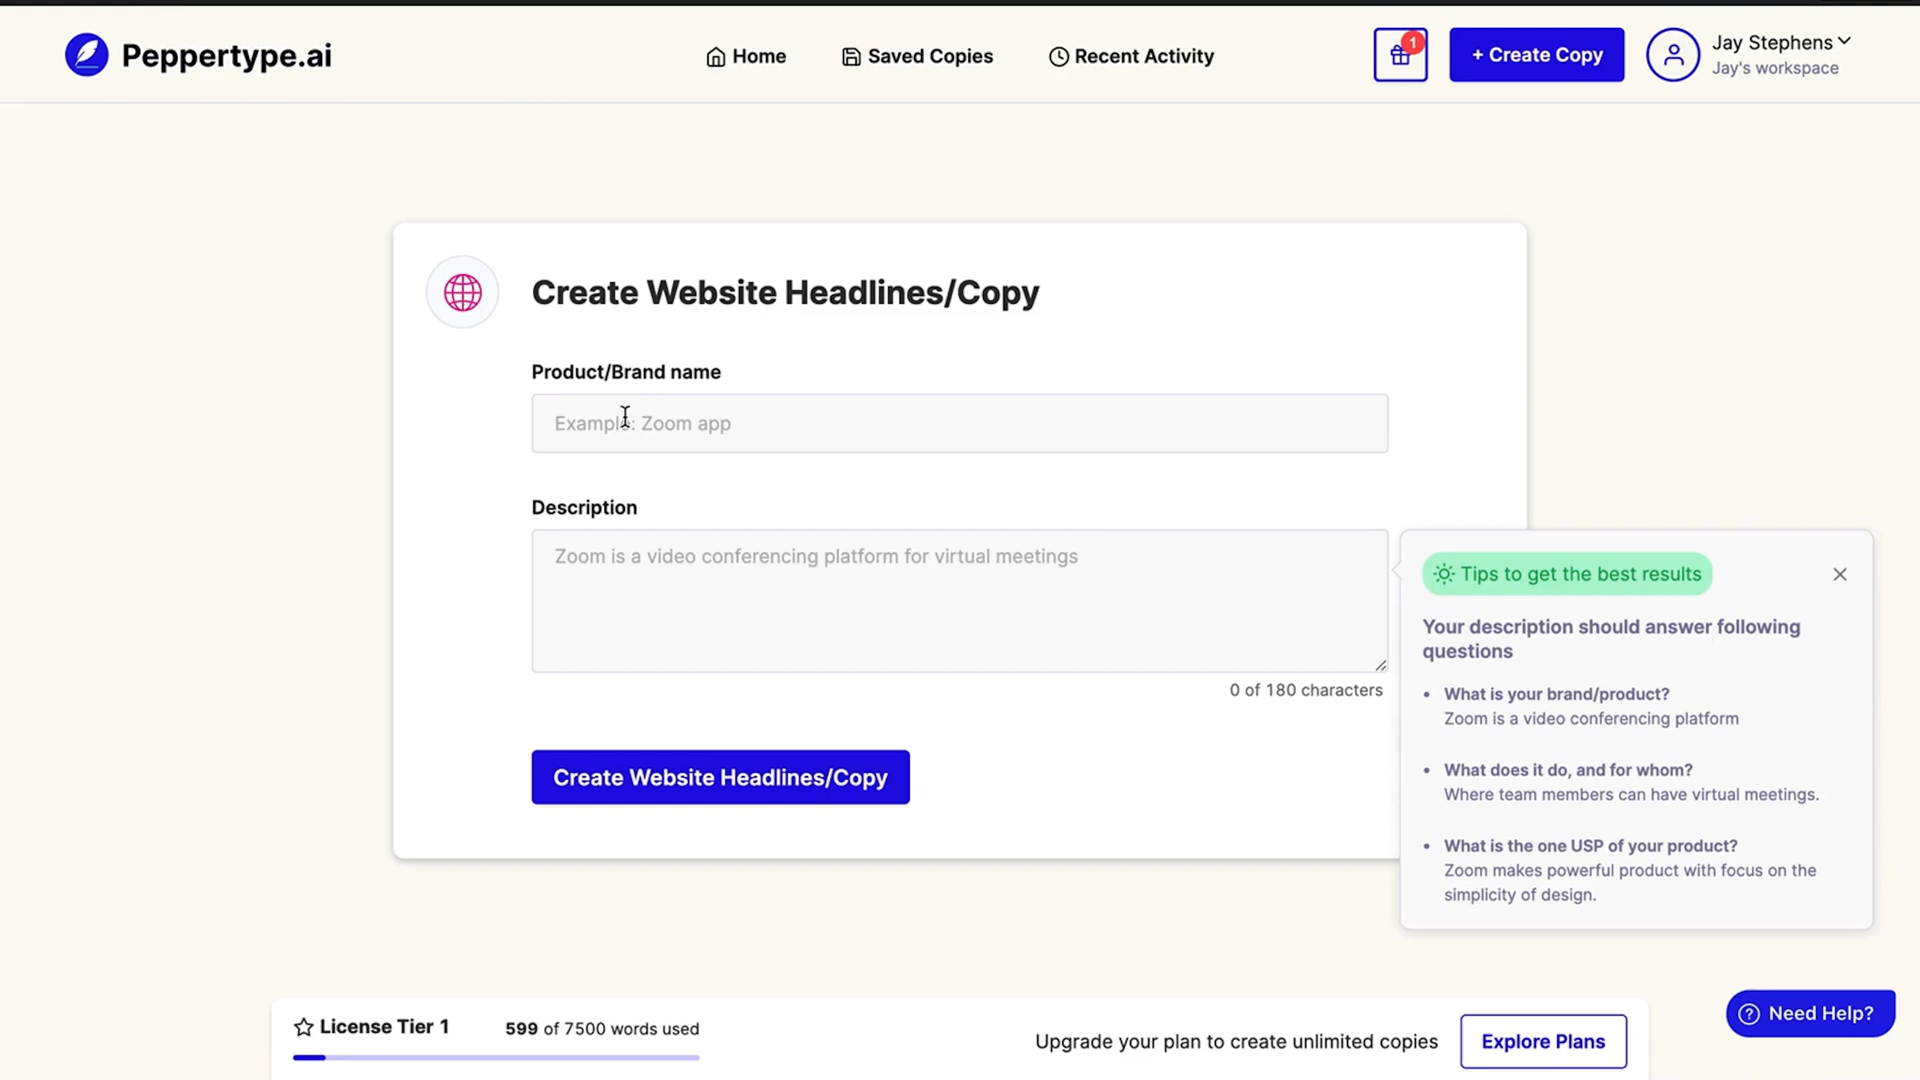 Peppertype.ai
Home
Saved Copies
Recent Activity
1
+ Create Copy
Jay Stephens
Jay's workspace
Create Website Headlines/Copy
Product/Brand name
Example: Zoom app
Description
Zoom is a video conferencing platform for virtual meetings
0 of 180 characters
Create Website Headlines/Copy
Tips to get the best results
Your description should answer following
questions
• What is your brand/product?
Zoom is a video conferencing platform
• What does it do, and for whom?
Where team members can have virtual meetings.
• What is the one USP of your product?
Zoom makes powerful product with focus on the
simplicity of design.
License Tier 1
599 of 7500 words used
Upgrade your plan to create unlimited copies
Explore Plans
? Need Help?